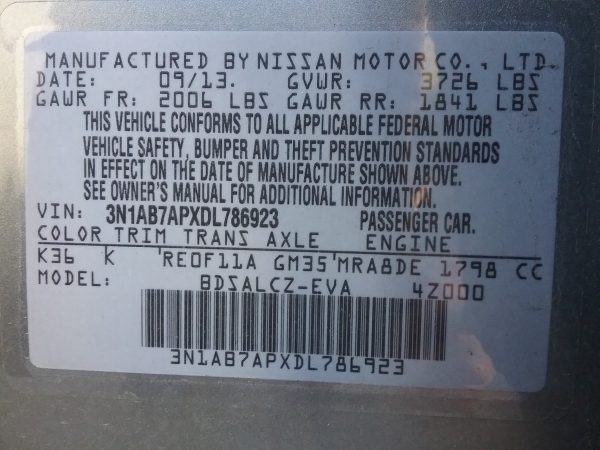 MANUFACTURED BY NISSAN MOTOR CO., LTD
DATE: 09/13. GVWR: 3726 LBS
GAWR FR: 2006 LBS GAWR RR: 1841 LBS
THIS VEHICLE CONFORMS TO ALL APPLICABLE FEDERAL MOTOR
VEHICLE SAFETY, BUMPER AND THEFT PREVENTION STANDARDS
IN EFFECT ON THE DATE OF MANUFACTURE SHOWN ABOVE.
SEE OWNER'S MANUAL FOR ADDITIONAL INFORMATION.
VIN: 3N1AB7APXDL786923 PASSENGER CAR.
COLOR TRIM TRANS AXLE ENGINE
K36 K RE0F11A GM35 MRA8DE 1798 CC
MODEL: BDSALCZ-EVA 4Z000
3N1AB7APXDL786923